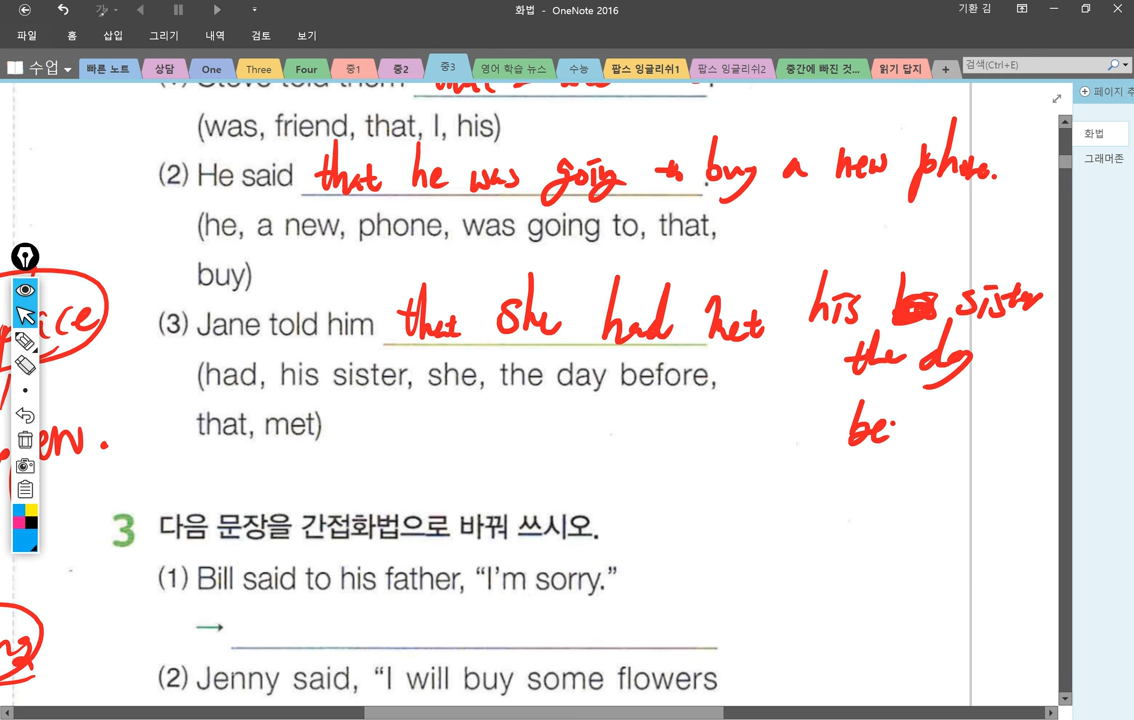 화법 - OneNote 2016
기환 김
파일 홈 삽입 그리기 내역 검토 보기
수업 빠른 노트 상담 One Three Four 중1 중2 중3 영어 학습 뉴스 수능 팝스 잉글리쉬1 팝스 잉글리쉬2 중간에 빠진 것... 읽기 답지 + 검색(Ctrl+E)
페이지 추
화법
그래머존
Steve told them that I was
(was, friend, that, I, his)
(2) He said that he was going to buy a new phone.
(he, a new, phone, was going to, that,
buy)
(3) Jane told him that she had met his sister
the day
be
(had, his sister, she, the day before,
that, met)
3 다음 문장을 간접화법으로 바꿔 쓰시오.
(1) Bill said to his father, “I’m sorry.”
→
(2) Jenny said, “I will buy some flowers